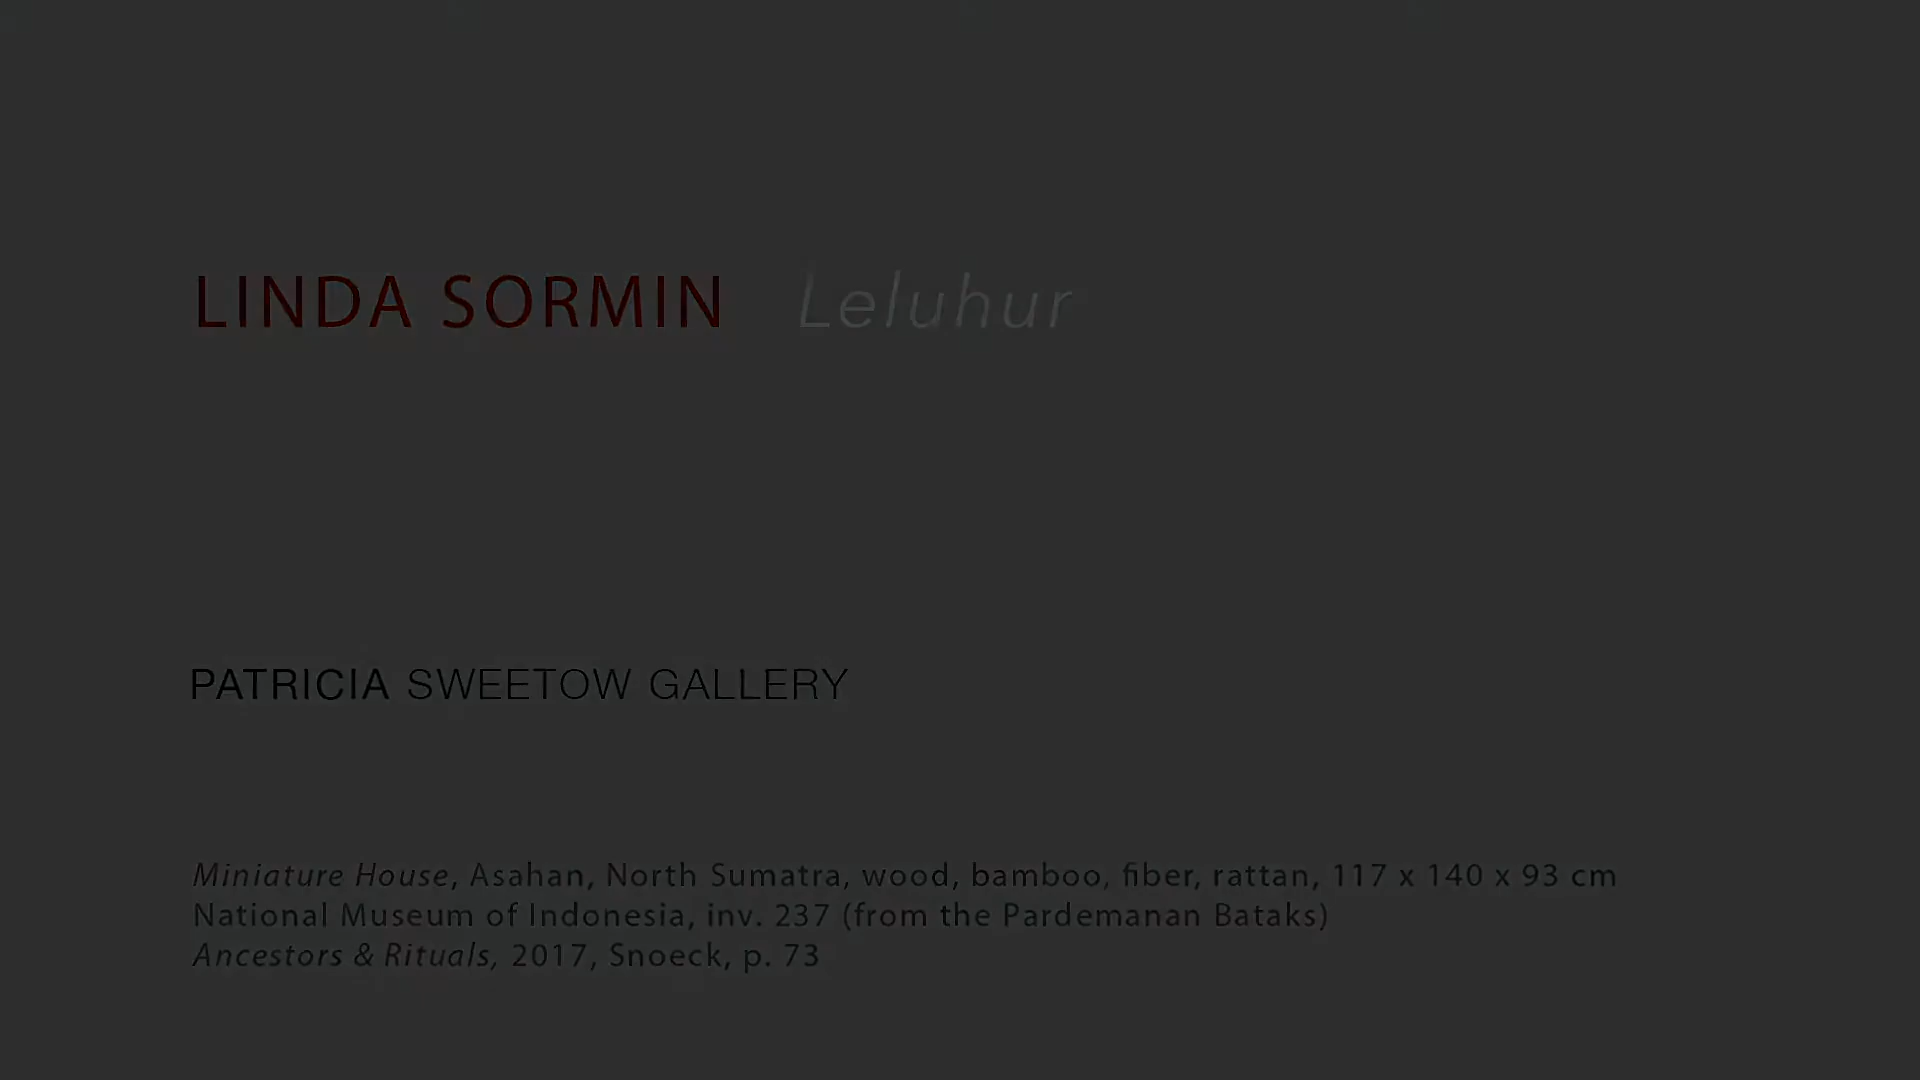 LINDA SORMIN Leluhur
PATRICIA SWEETOW GALLERY
Miniature House, Asahan, North Sumatra, wood, bamboo, fiber, rattan, 117 x 140 x 93 cm
National Museum of Indonesia, inv. 237 (from the Pardemanan Bataks)
Ancestors & Rituals, 2017, Snoeck, p. 73